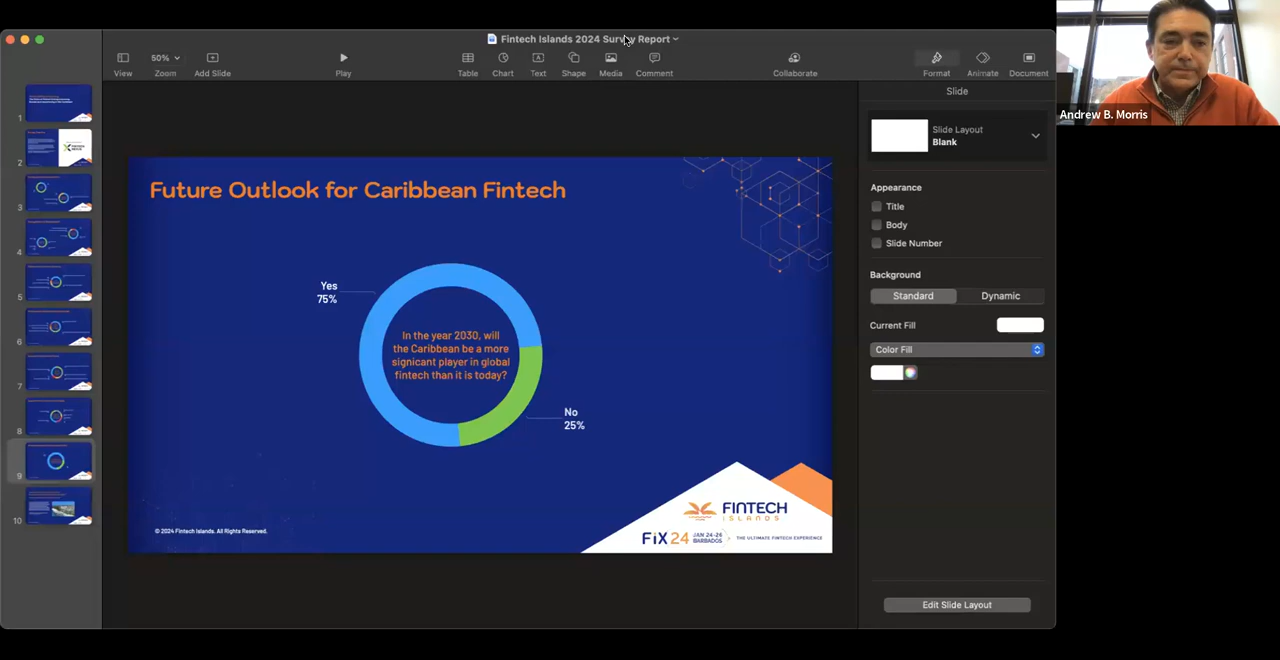 Fintech Islands 2024 Survey Report
View
60%
Zoom
Add Slide
Play
Table
Chart
Text
Shape
Media
Comment
Collaborate
Format
Animate
Document
Slide
Slide Layout
Blank
Appearance
Title
Body
Slide Number
Background
Standard
Dynamic
Current Fill
Color Fill
Edit Slide Layout
1
2
3
4
5
6
7
8
9
10
Future Outlook for Caribbean Fintech
Yes
75%
In the year 2030, will
the Caribbean be a more
signicant player in global
fintech than it is today?
No
25%
© 2024 Fintech Islands. All Rights Reserved.
FINTECH
ISLANDS
FiX24
JAN 24-26
BARBADOS
THE ULTIMATE FINTECH EXPERIENCE
Andrew B. Morris